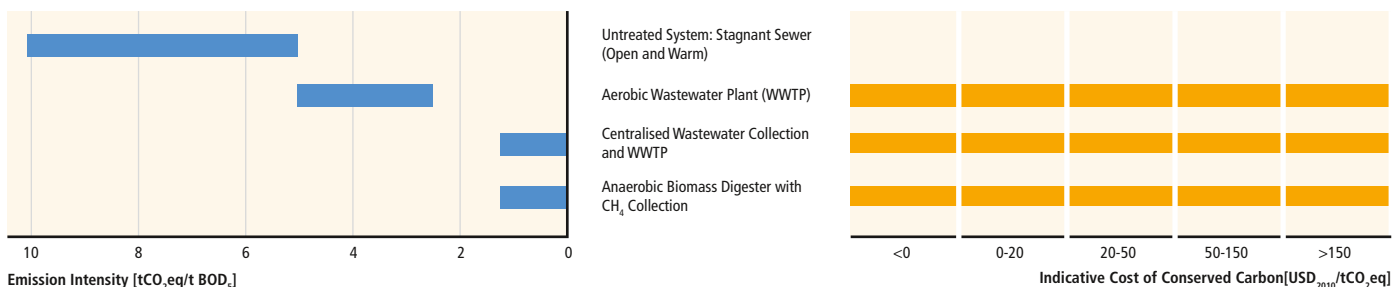 Untreated System: Stagnant Sewer
(Open and Warm)
Aerobic Wastewater Plant (WWTP)
Centralised Wastewater Collection
and WWTP
Anaerobic Biomass Digester with
CH₄ Collection
10 8 6 4 2 0
Emission Intensity [tCO₂eq/t BOD₅]
<0 0-20 20-50 50-150 >150
Indicative Cost of Conserved Carbon[USD₂₀₁₀/tCO₂eq]